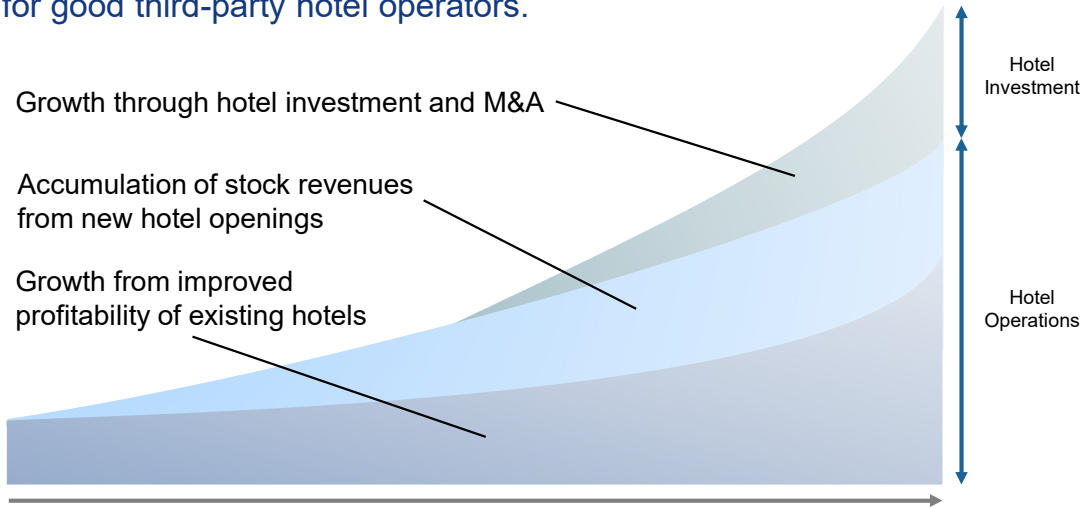 for good third-party hotel operators.
Growth through hotel investment and M&A
Accumulation of stock revenues
from new hotel openings
Growth from improved
profitability of existing hotels
Hotel
Investment
Hotel
Operations